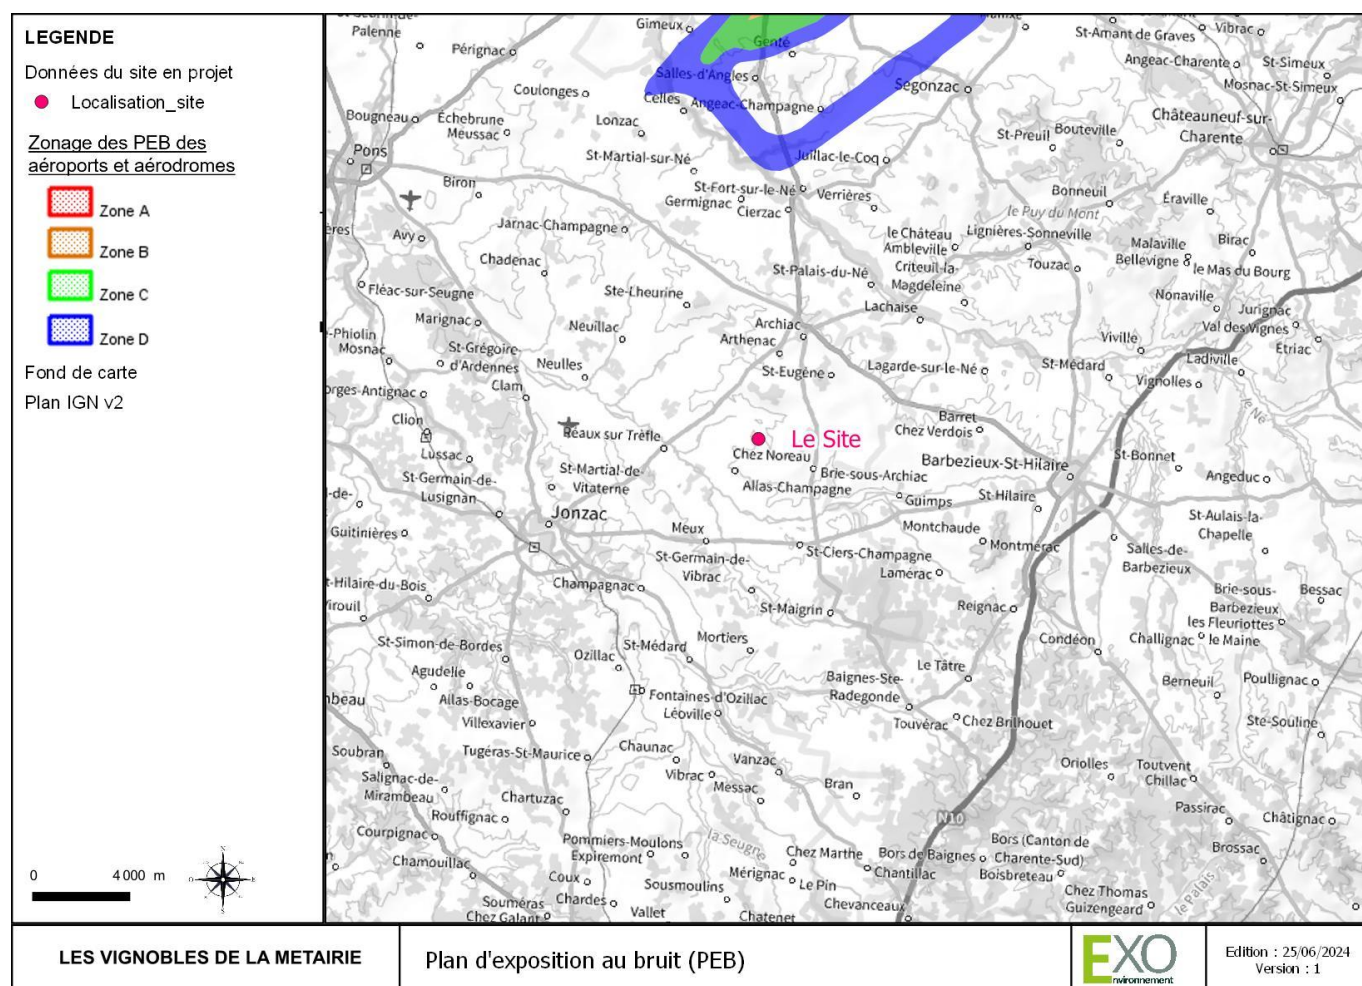 LEGENDE
Données du site en projet
Localisation_site
Zonage des PEB des
aéroports et aérodromes
Zone A
Zone B
Zone C
Zone D
Fond de carte
Plan IGN v2
0 4 000 m
Palenne
Gimeux
Pérignac
Genté
St-Amant de Graves
Vibrac
Angeac-Charente
St-Simeux
Mosnac-St-Simeux
Salles-d'Angles
Segonzac
Coulonges
Celles
Angeac-Champagne
Châteauneuf-sur-
Charente
Bougneau
Échebrune
Meussac
Lonzac
St-Preuil
Bouteville
Pons
St-Martial-sur-Né
Juillac-le-Coq
Biron
St-Fort-sur-le-Né
Germignac
Cierzac
Verrières
Bonneuil
Éraville
le Puy du Mont
Avy
Jarnac-Champagne
le Château
Ambleville
Lignières-Sonneville
Malaville
Bellevigne
Birac
Chadenac
St-Palais-du-Né
Criteuil-la-
Magdeleine
Touzac
le Mas du Bourg
Fléac-sur-Seugne
Ste-Lheurine
Lachaise
Nonaville
Jurignac
Val des Vignes
Marignac
Neuillac
Archiac
Arthenac
Viville
Étriac
Mosnac
St-Grégoire
d'Ardennes
Neulles
St-Eugène
Lagarde-sur-le-Né
St-Médard
Ladiville
Vignolles
Clam
le Né
Clion
Réaux sur Trèfle
Le Site
Barret
Chez Verdois
Lussac
Chez Noreau
Barbezieux-St-Hilaire
St-Bonnet
St-Germain-de-
Lusignan
St-Martial-de-
Vitaterne
Allas-Champagne
Brie-sous-Archiac
Angeduc
Guimps
St-Hilaire
Jonzac
Guitinières
Meux
Montchaude
St-Aulais-la-
Chapelle
St-Germain-de-
Vibrac
St-Ciers-Champagne
Montmérac
Lamérac
Salles-de-
Barbezieux
Champagnac
St-Maigrin
Reignac
Brie-sous-
Barbezieux
Bessac
les Fleuriottes
le Maine
St-Simon-de-Bordes
St-Médard
Mortiers
Condéon
Challignac
Agudelle
Ozillac
Le Tâtre
Allas-Bocage
Fontaines-d'Ozillac
Baignes-Ste-
Radegonde
Berneuil
Poullignac
Villexavier
Léoville
Touvérac
Chez Brilhouet
Ste-Souline
Soubran
Tugéras-St-Maurice
Chaunac
Vanzac
Oriolles
Toutvent
Chillac
Salignac-de-
Mirambeau
Vibrac
Messac
Bran
Chartuzac
Passirac
Rouffignac
N10
Châtignac
Courpignac
Pommiers-Moulons
Expiremont
la Seugne
Chez Marthe
Bors de Baignes
Bors (Canton de
Charente-Sud)
Boisbreteau
Brossac
Chamouillac
Coux
Mérignac
Le Pin
Chantillac
Sousmoulins
Chez Thomas
Guizengeard
le Palais
Souméras
Chez Galant
Chardes
Vallet
Chatenet
Chevanceaux
LES VIGNOBLES DE LA METAIRIE
Plan d'exposition au bruit (PEB)
EXO
nvironnement
Edition : 25/06/2024
Version : 1